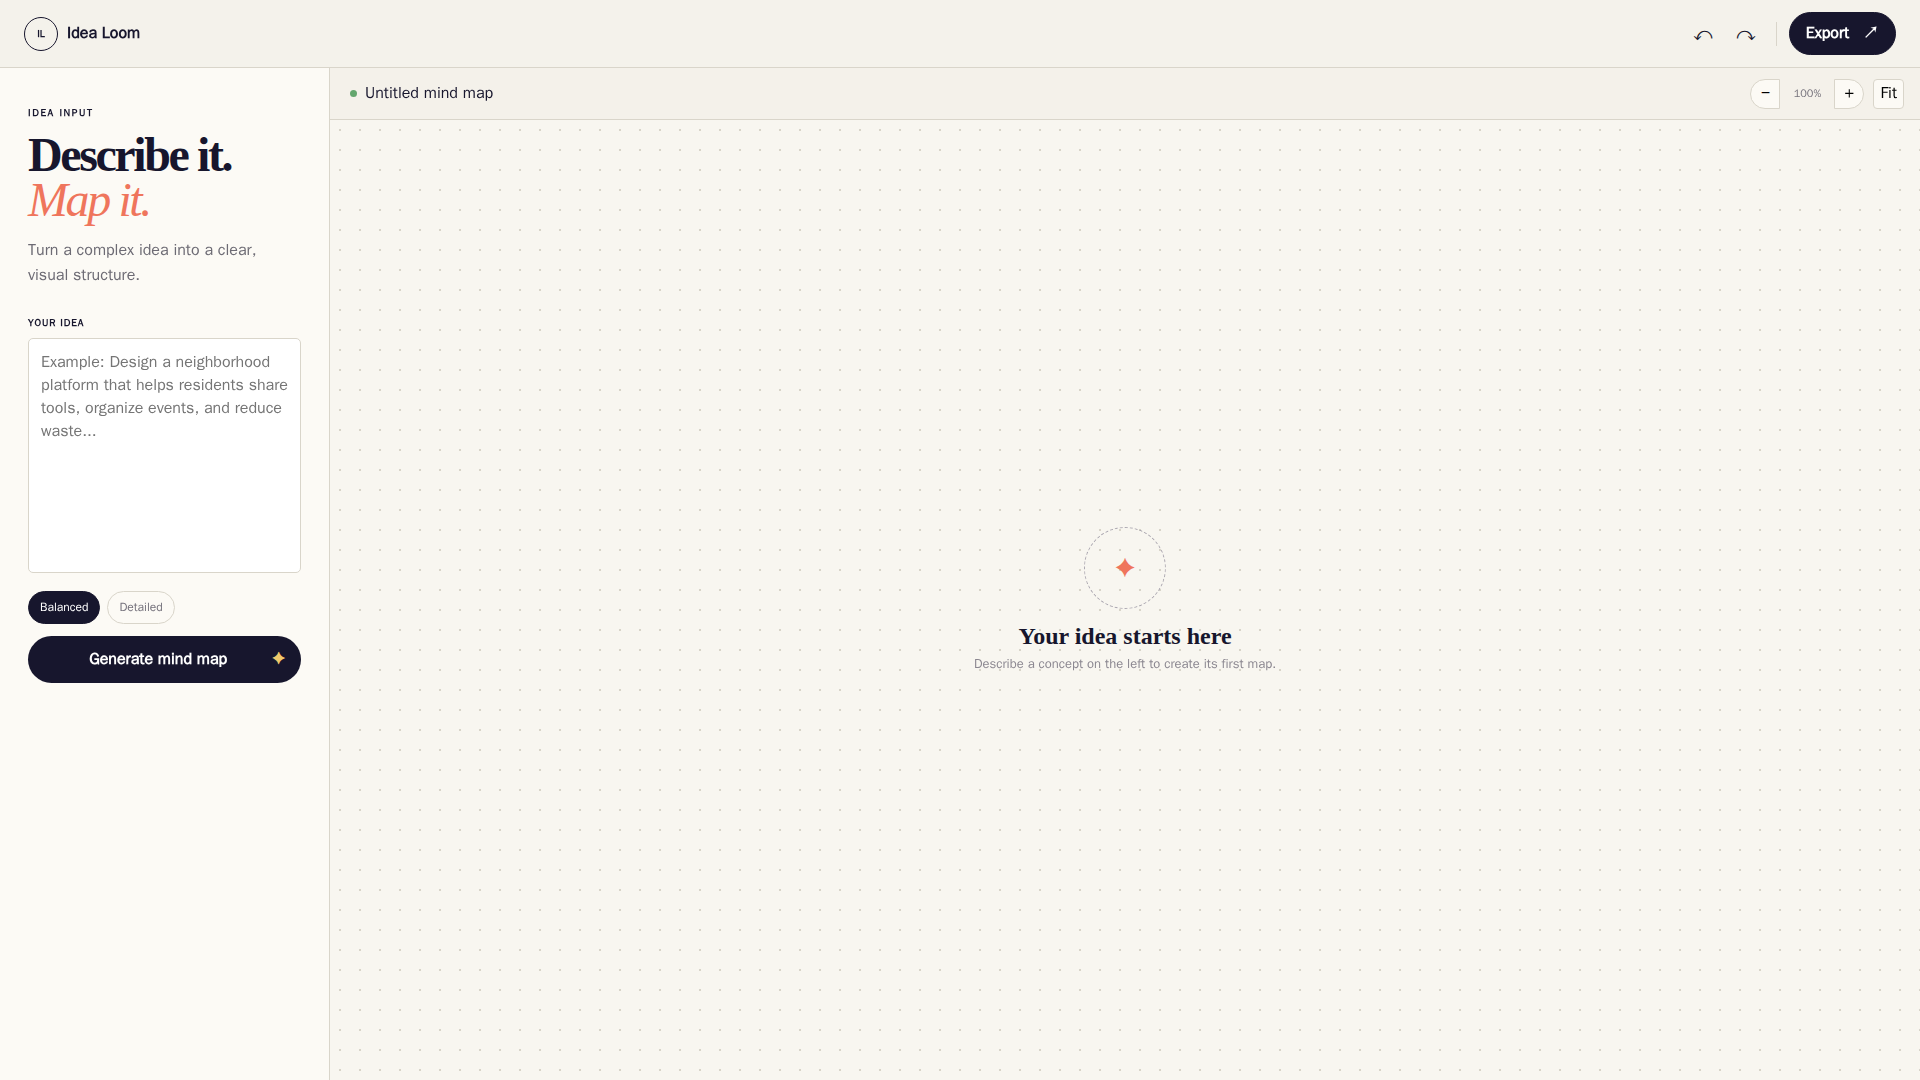 IL
Idea Loom
Export
Untitled mind map
−
100%
+
Fit
IDEA INPUT
Describe it.
Map it.
Turn a complex idea into a clear,
visual structure.
YOUR IDEA
Example: Design a neighborhood
platform that helps residents share
tools, organize events, and reduce
waste...
Balanced
Detailed
Generate mind map
Your idea starts here
Describe a concept on the left to create its first map.